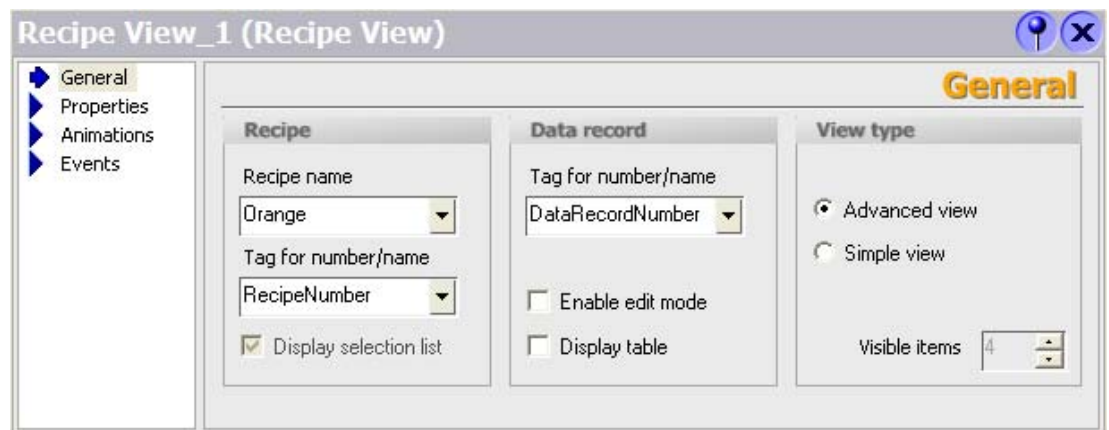 Recipe View_1 (Recipe View)
General
Properties
Animations
Events
General
Recipe
Recipe name
Orange
Tag for number/name
RecipeNumber
Display selection list
Data record
Tag for number/name
DataRecordNumber
Enable edit mode
Display table
View type
Advanced view
Simple view
Visible items 4